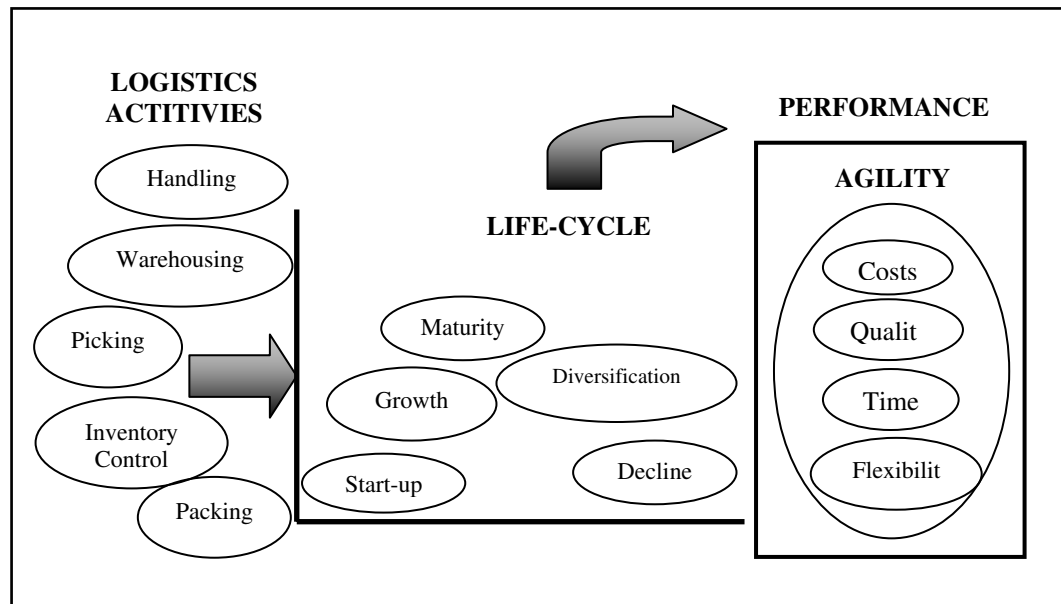 LOGISTICS
ACTITIVIES
Handling
Warehousing
Picking
Inventory
Control
Packing
LIFE-CYCLE
Maturity
Diversification
Growth
Start-up
Decline
PERFORMANCE
AGILITY
Costs
Qualit
Time
Flexibilit